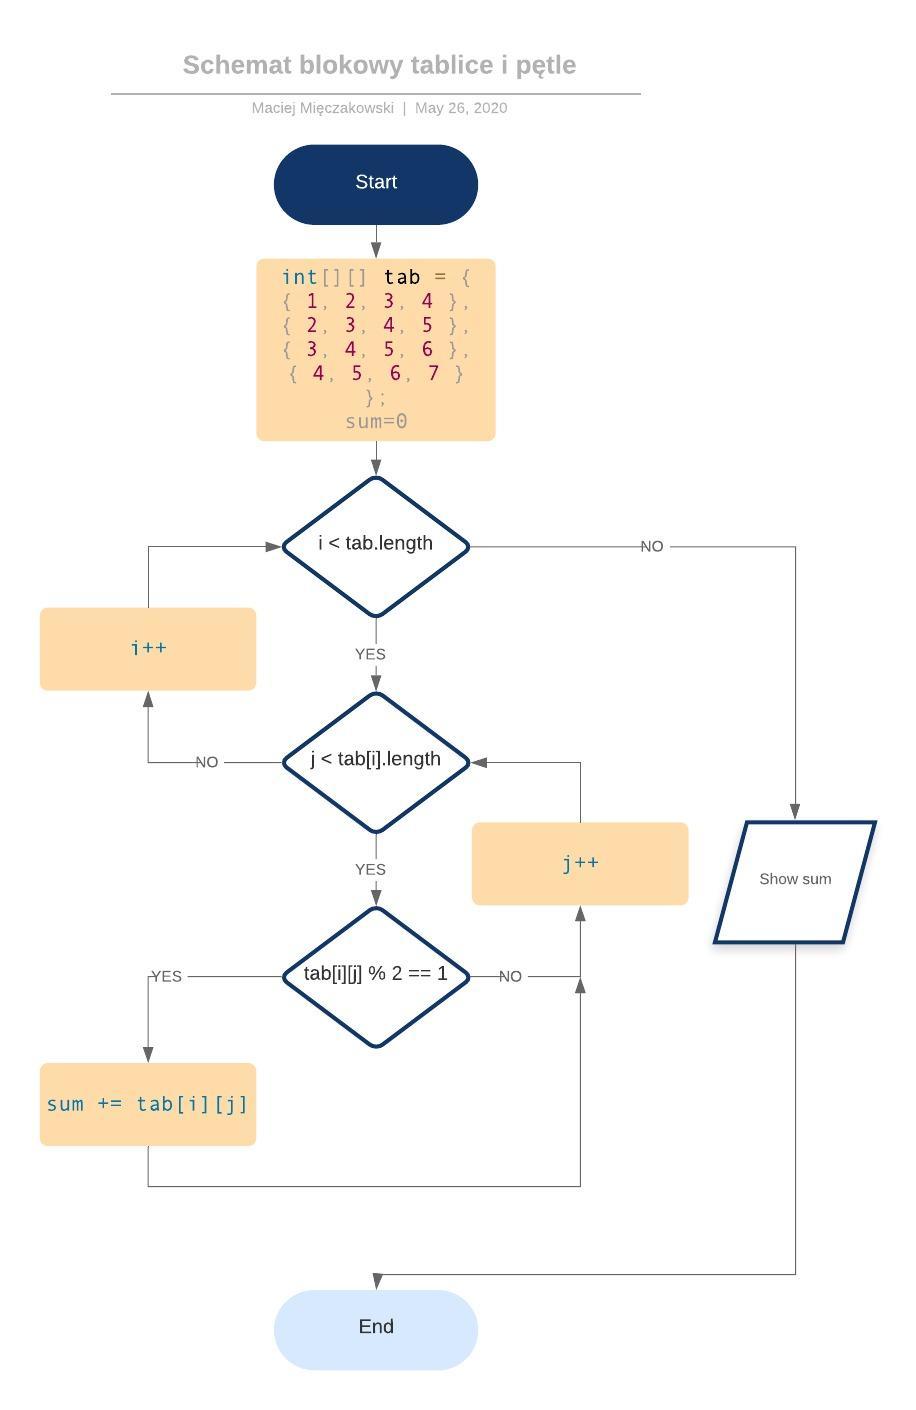 Schemat blokowy tablice i pętle
Maciej Mięczakowski | May 26, 2020
Start
int[][] tab = {
{ 1, 2, 3, 4 },
{ 2, 3, 4, 5 },
{ 3, 4, 5, 6 },
{ 4, 5, 6, 7 }
};
sum=0
i < tab.length
NO
i++
YES
j < tab[i].length
NO
j++
YES
Show sum
tab[i][j] % 2 == 1
YES
NO
sum += tab[i][j]
End